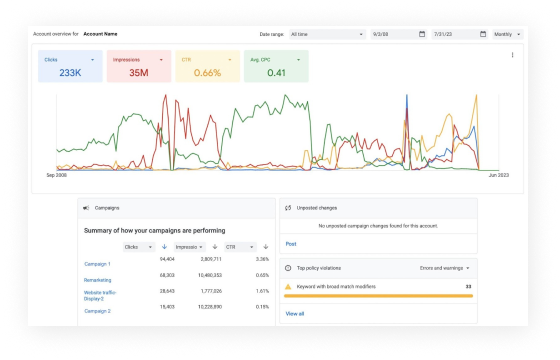 Account overview for Account Name
Date range: All time 9/3/08 7/31/23 Monthly
Clicks Impressions CTR Avg. CPC
233K 35M 0.66% 0.41
Sep 2008 Jun 2023
Campaigns
Summary of how your campaigns are performing
Clicks Impressio CTR
Campaign 1 94,404 2,809,711 3.36%
Remarketing 68,303 10,480,353 0.65%
Website traffic-
Display-2 28,643 1,777,026 1.61%
Campaign 2 18,403 10,228,890 0.18%
Unposted changes
No unposted campaign changes found for this account.
Post
Top policy violations Errors and warnings
Keyword with broad match modifiers 33
View all